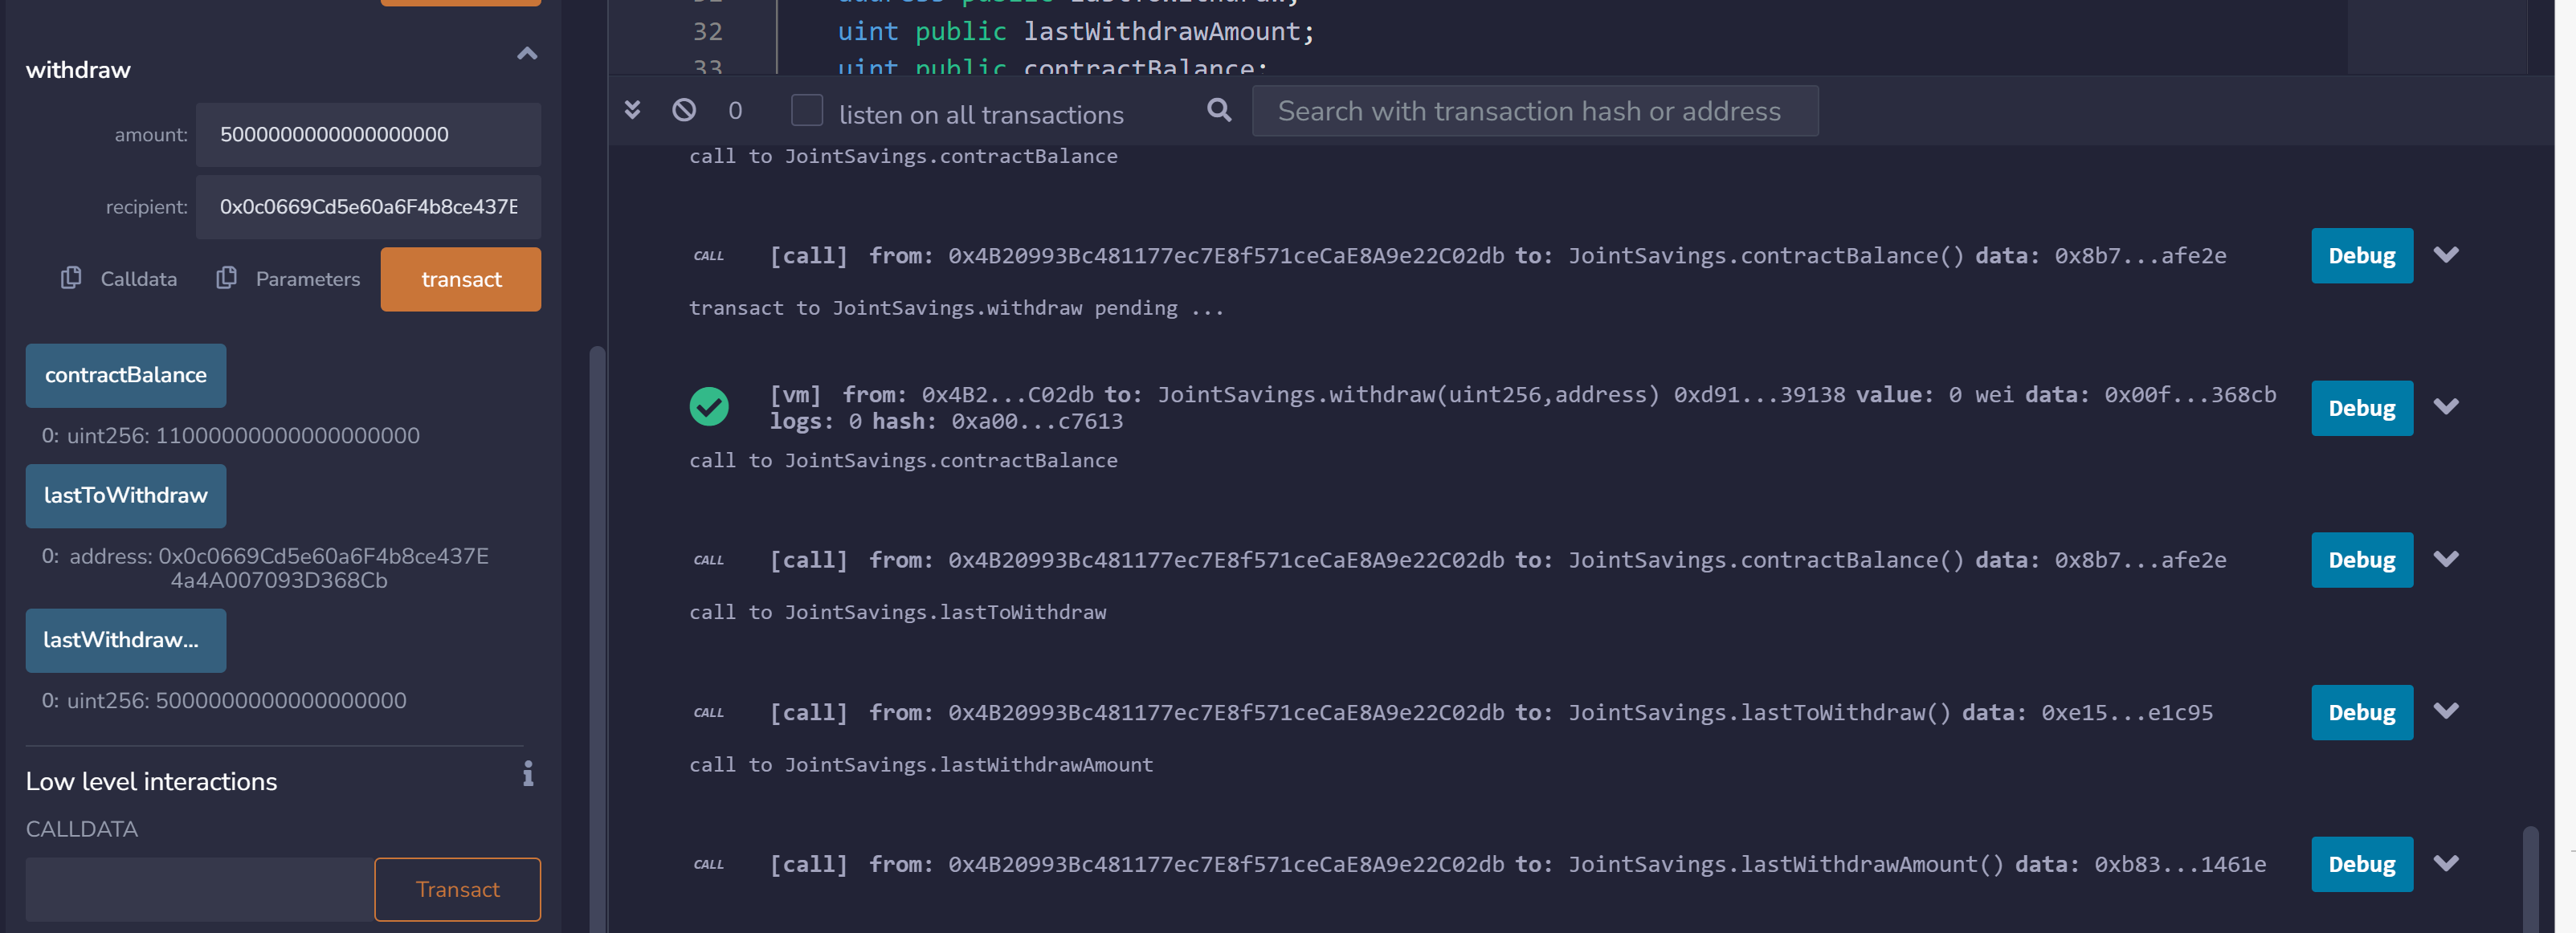 withdraw
amount:
5000000000000000000
recipient:
0x0c0669Cd5e60a6F4b8ce437E
Calldata
Parameters
transact
contractBalance
0: uint256: 11000000000000000000
lastToWithdraw
0: address: 0x0c0669Cd5e60a6F4b8ce437E
4a4A007093D368Cb
lastWithdraw...
0: uint256: 5000000000000000000
Low level interactions
CALLDATA
Transact
32 uint public lastWithdrawAmount;
33 uint public contractBalance;
0
listen on all transactions
Search with transaction hash or address
call to JointSavings.contractBalance
CALL [call] from: 0x4B20993Bc481177ec7E8f571ceCaE8A9e22C02db to: JointSavings.contractBalance() data: 0x8b7...afe2e
Debug
transact to JointSavings.withdraw pending ...
[vm] from: 0x4B2...C02db to: JointSavings.withdraw(uint256,address) 0xd91...39138 value: 0 wei data: 0x00f...368cb
logs: 0 hash: 0xa00...c7613
Debug
call to JointSavings.contractBalance
CALL [call] from: 0x4B20993Bc481177ec7E8f571ceCaE8A9e22C02db to: JointSavings.contractBalance() data: 0x8b7...afe2e
Debug
call to JointSavings.lastToWithdraw
CALL [call] from: 0x4B20993Bc481177ec7E8f571ceCaE8A9e22C02db to: JointSavings.lastToWithdraw() data: 0xe15...e1c95
Debug
call to JointSavings.lastWithdrawAmount
CALL [call] from: 0x4B20993Bc481177ec7E8f571ceCaE8A9e22C02db to: JointSavings.lastWithdrawAmount() data: 0xb83...1461e
Debug